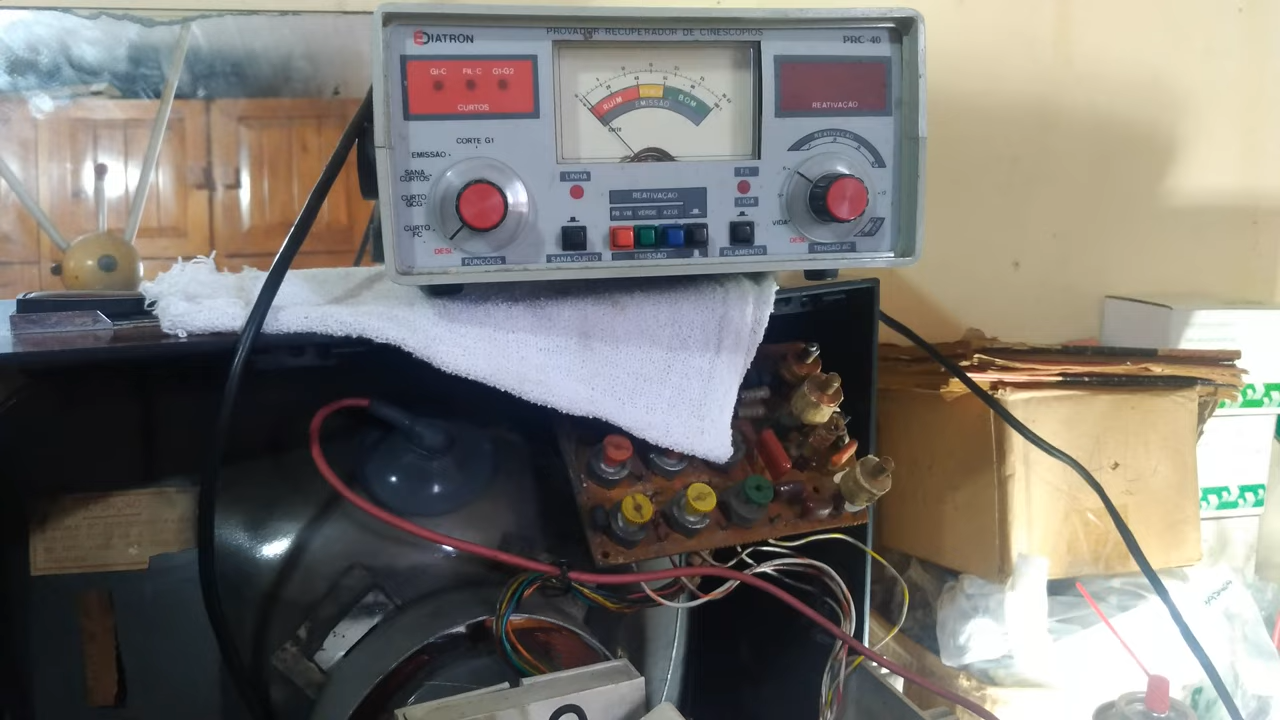 DIATRON
PROVADOR-RECUPERADOR DE CINESCÓPIOS
PRC-40
G1-C FIL-C G1-G2
CURTOS
RUIM
BOM
EMISSÃO
corte
REATIVAÇÃO
CORTE G1
EMISSÃO
SANA
CURTOS
CURTO
GCG
CURTO
FC
DESL
FUNÇÕES
LINHA
REATIVAÇÃO
PB VM VERDE AZUL
SANA-CURTO
EMISSÃO
FIL
LIGA
FILAMENTO
REATIVAÇÃO
VIDA
DESL
TENSÃO AC